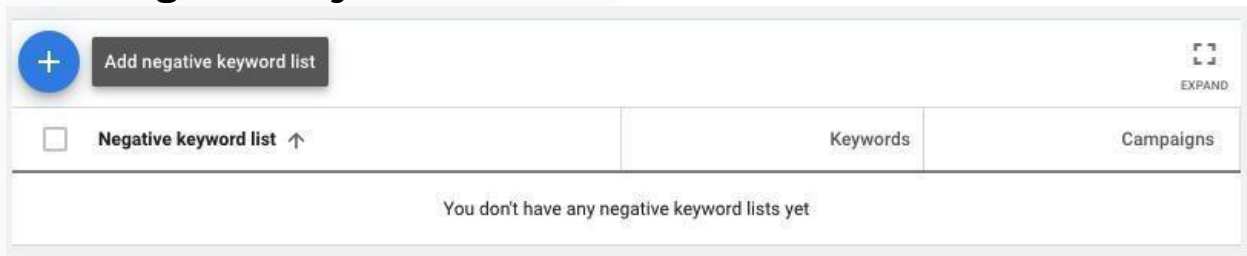 Add negative keyword list
EXPAND
Negative keyword list ↑
Keywords
Campaigns
You don't have any negative keyword lists yet